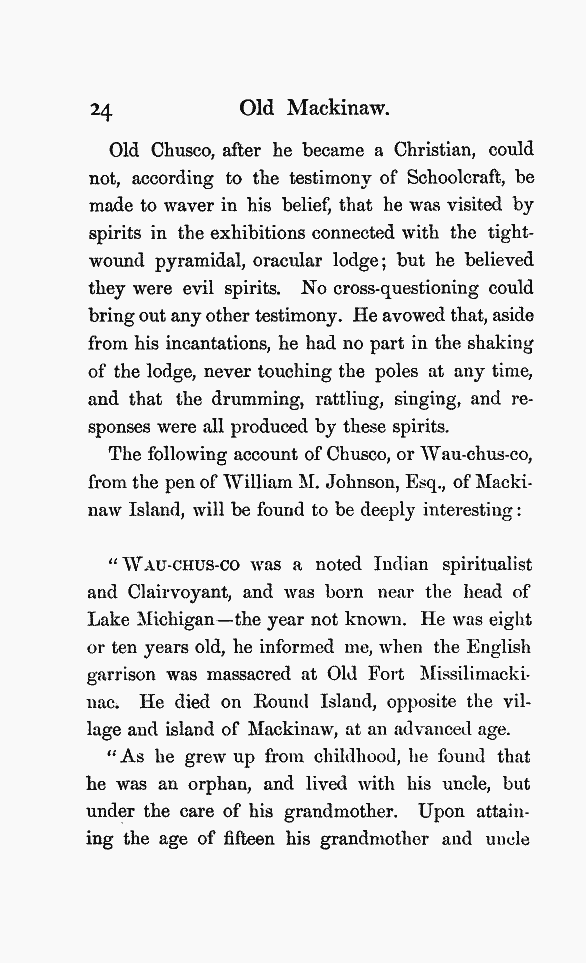 24 Old Mackinaw.
Old Chusco, after he became a Christian, could
not, according to the testimony of Schoolcraft, be
made to waver in his belief, that he was visited by
spirits in the exhibitions connected with the tight-
wound pyramidal, oracular lodge; but he believed
they were evil spirits. No cross-questioning could
bring out any other testimony. He avowed that, aside
from his incantations, he had no part in the shaking
of the lodge, never touching the poles at any time,
and that the drumming, rattling, singing, and re-
sponses were all produced by these spirits.
The following account of Chusco, or Wau-chus-co,
from the pen of William M. Johnson, Esq., of Macki-
naw Island, will be found to be deeply interesting:
“WAU-CHUS-CO was a noted Indian spiritualist
and Clairvoyant, and was born near the head of
Lake Michigan—the year not known. He was eight
or ten years old, he informed me, when the English
garrison was massacred at Old Fort Missilimacki-
nac. He died on Round Island, opposite the vil-
lage and island of Mackinaw, at an advanced age.
“As he grew up from childhood, he found that
he was an orphan, and lived with his uncle, but
under the care of his grandmother. Upon attain-
ing the age of fifteen his grandmother and uncle